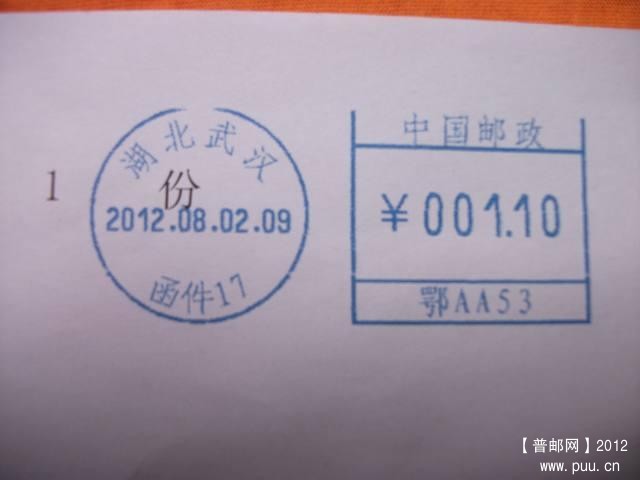 湖北武汉
1 份
2012.08.02.09
函件17
中国邮政
¥001.10
鄂AA53
【普邮网】2012
www.puu.cn